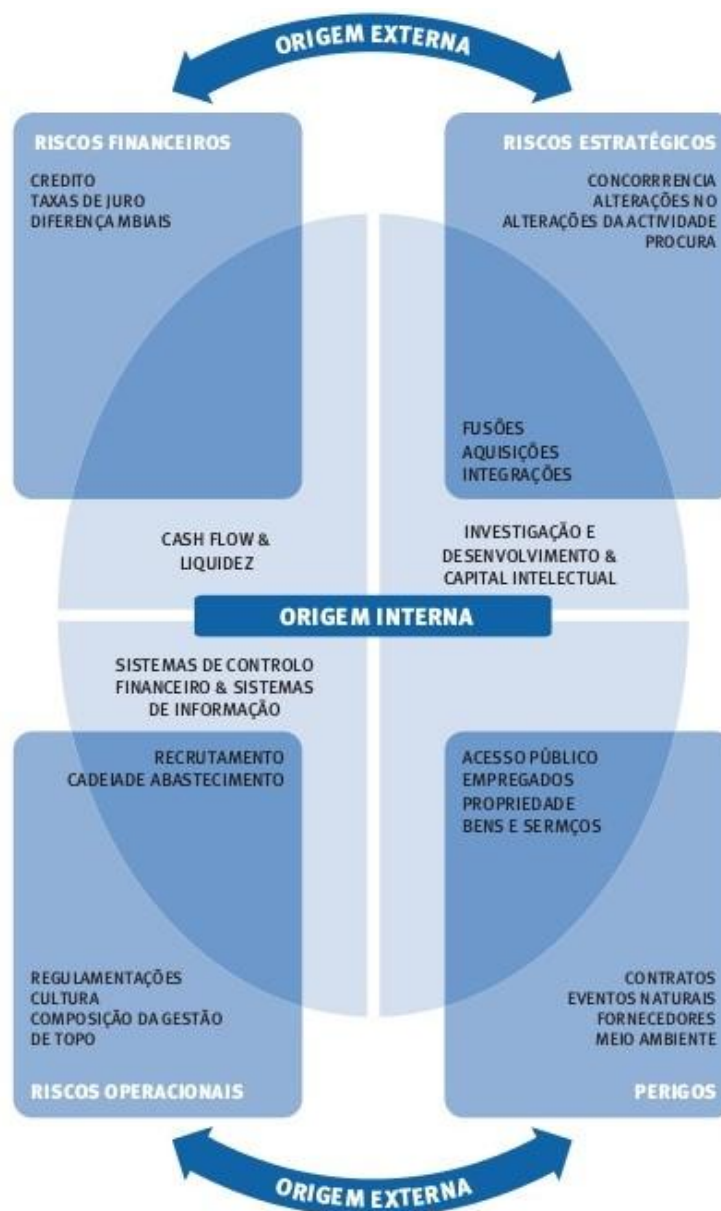 ORIGEM EXTERNA
RISCOS FINANCEIROS
CREDITO
TAXAS DE JURO
DIFERENÇA MBIAIS
RISCOS ESTRATÉGICOS
CONCORRRENCIA
ALTERAÇÕES NO
ALTERAÇÕES DA ACTIVIDADE
PROCURA
FUSÕES
AQUISIÇÕES
INTEGRAÇÕES
CASH FLOW &
LIQUIDEZ
INVESTIGAÇÃO E
DESENVOLVIMENTO &
CAPITAL INTELECTUAL
ORIGEM INTERNA
SISTEMAS DE CONTROLO
FINANCEIRO & SISTEMAS
DE INFORMAÇÃO
RECRUTAMENTO
CADEIADE ABASTECIMENTO
ACESSO PÚBLICO
EMPREGADOS
PROPRIEDADE
BENS E SERMÇOS
REGULAMENTAÇÕES
CULTURA
COMPOSIÇÃO DA GESTÃO
DE TOPO
RISCOS OPERACIONAIS
CONTRATOS
EVENTOS NATURAIS
FORNECEDORES
MEIO AMBIENTE
PERIGOS
ORIGEM EXTERNA